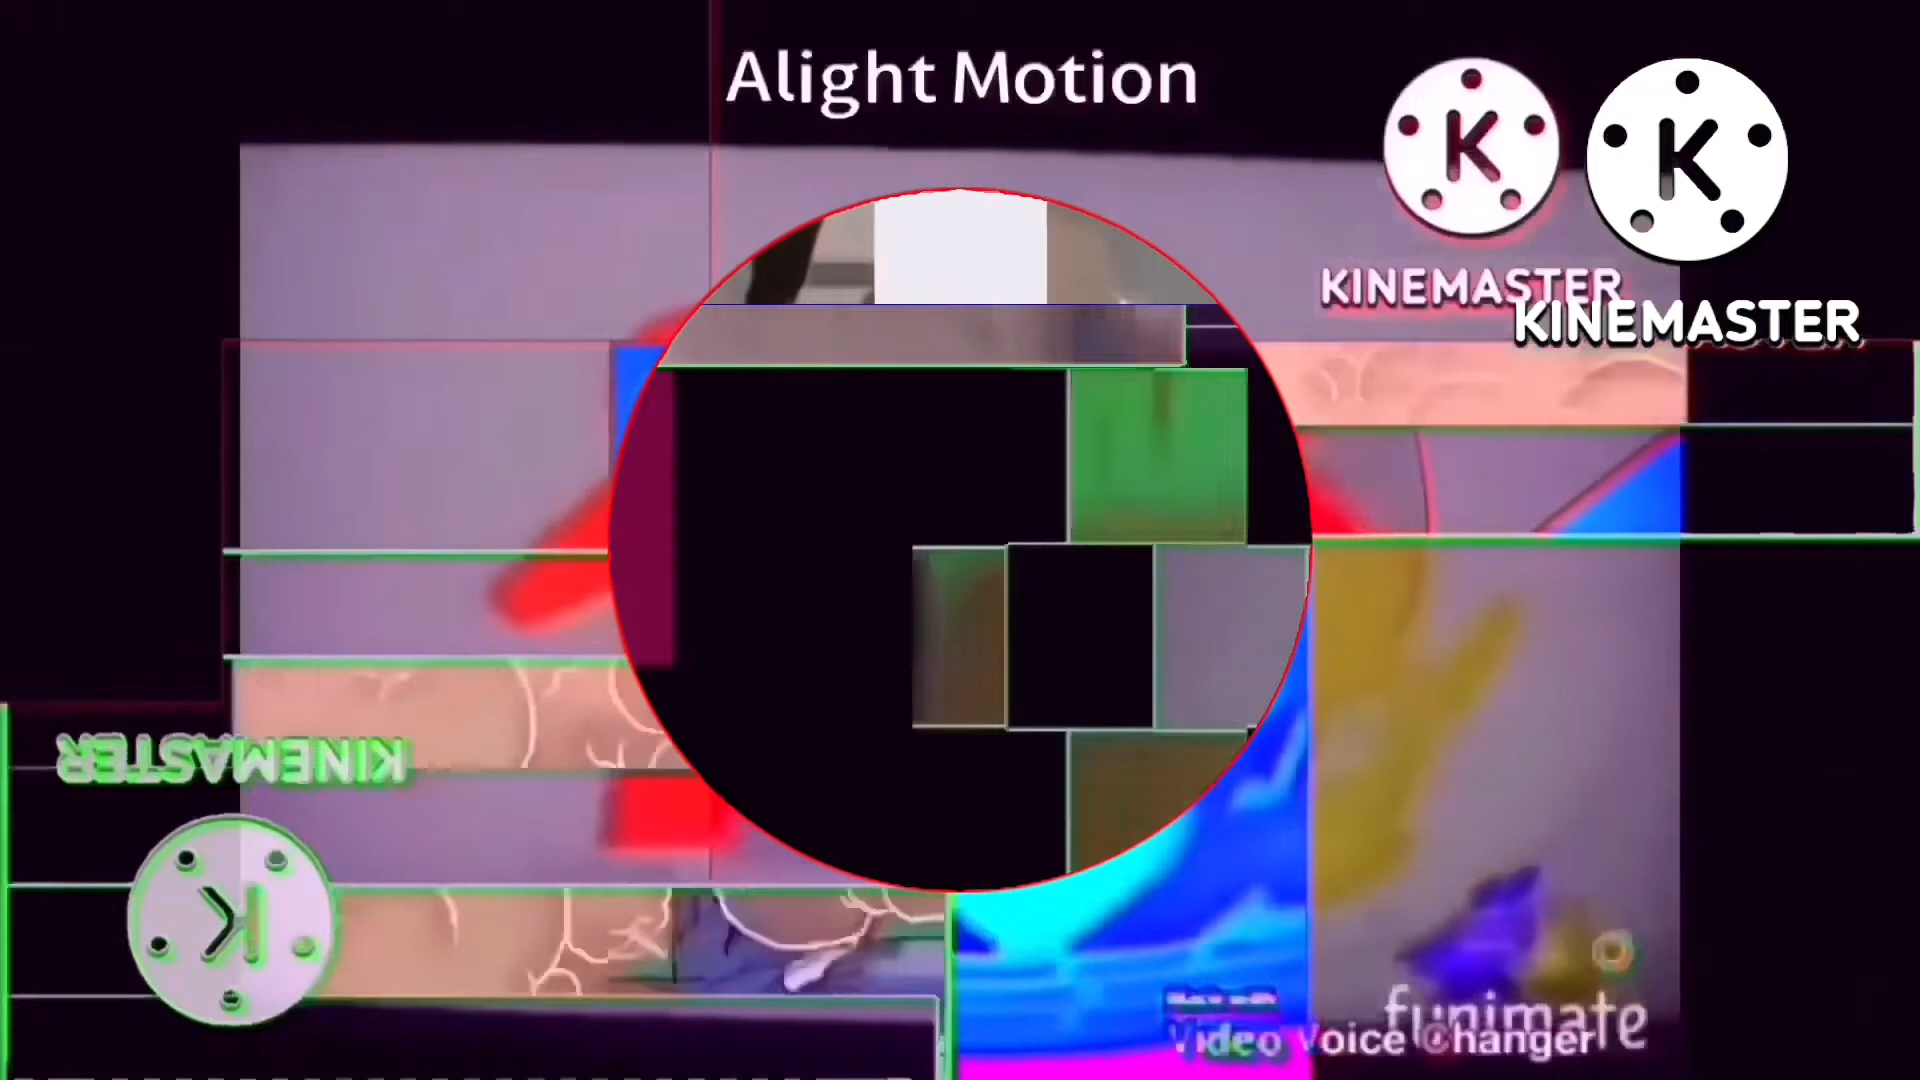 Alight Motion
K
K
KINEMASTER
KINEMASTER
KINEMASTER
K
funimate
Video Voice Changer